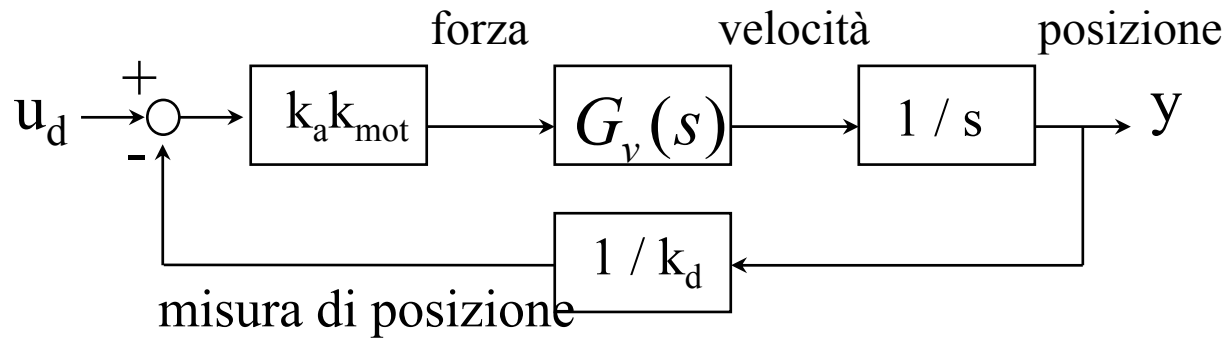 forza velocità posizione
+
u_d k_a k_mot G_v(s) 1 / s y
-
1 / k_d
misura di posizione